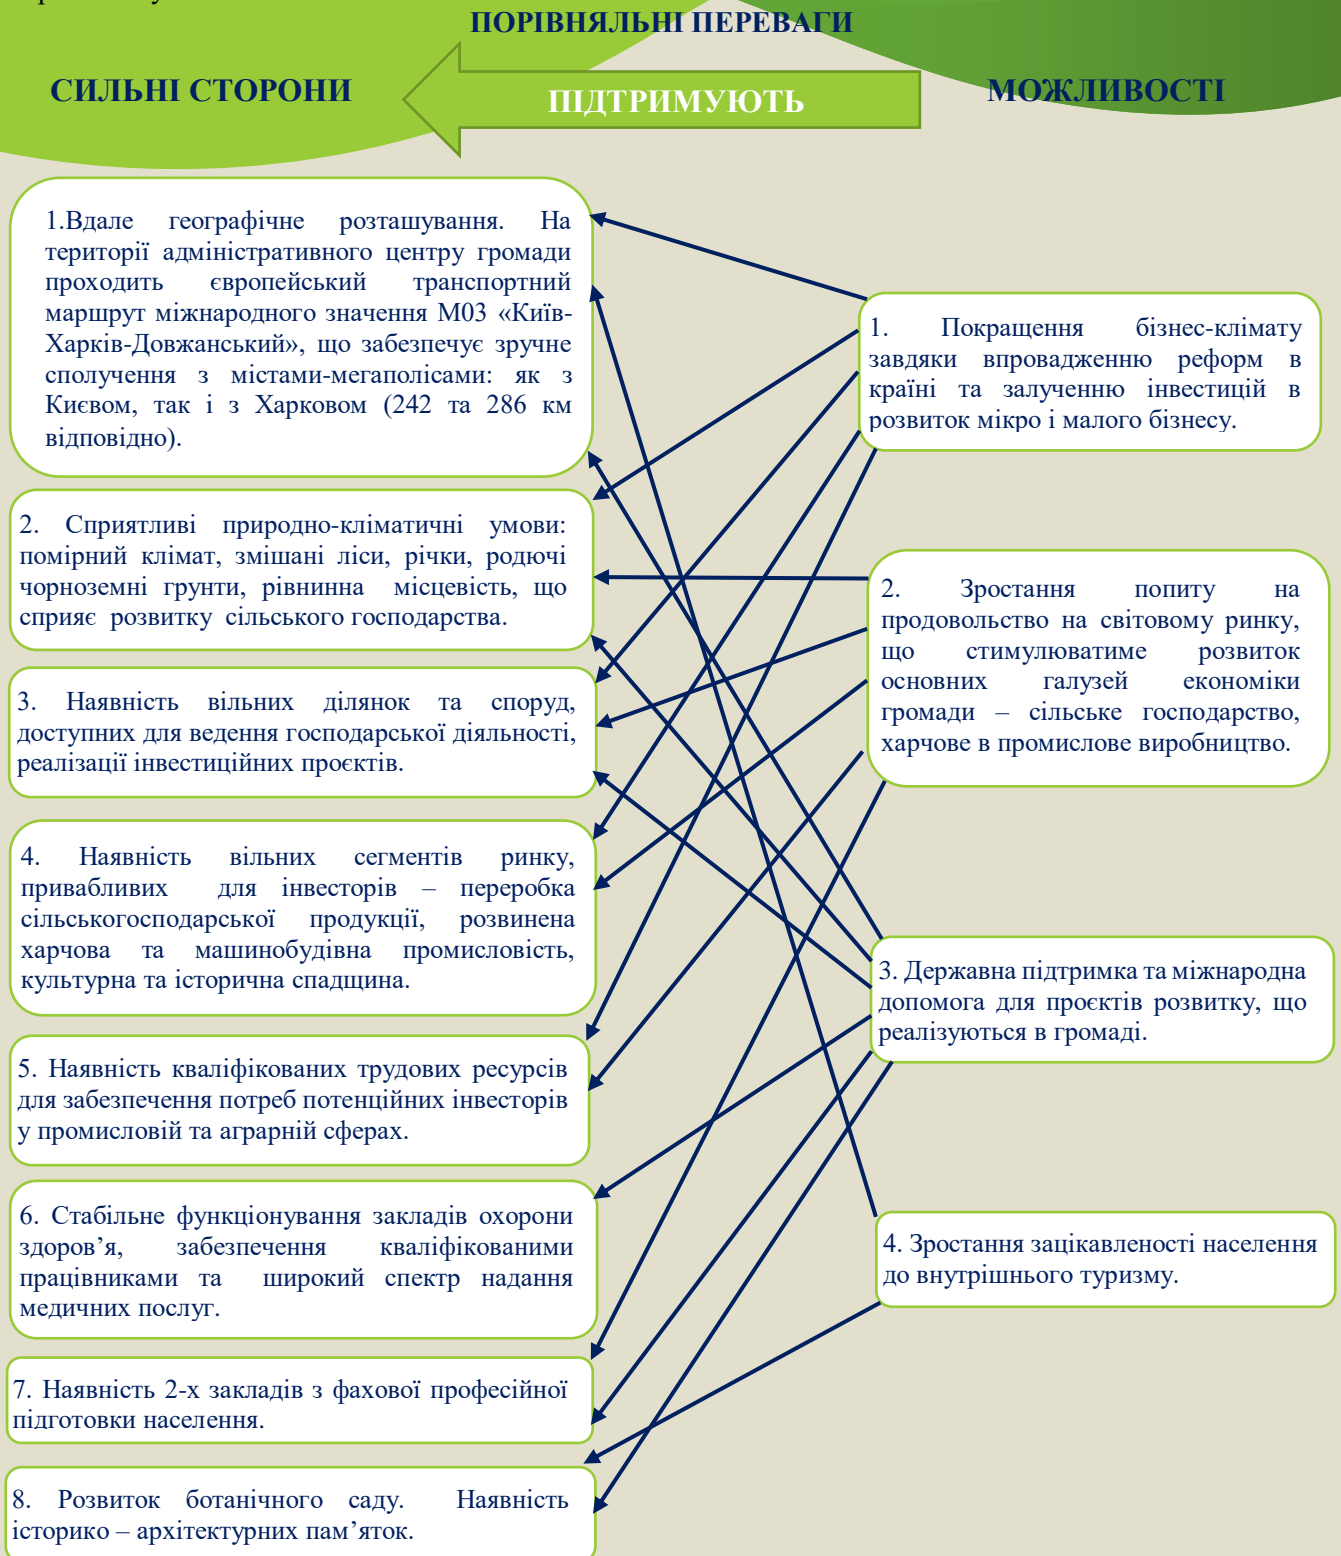 ПОРІВНЯЛЬНІ ПЕРЕВАГИ
СИЛЬНІ СТОРОНИ
ПІДТРИМУЮТЬ
МОЖЛИВОСТІ
1.Вдале географічне розташування. На
території адміністративного центру громади
проходить європейський транспортний
маршрут міжнародного значення М03 «Київ-
Харків-Довжанський», що забезпечує зручне
сполучення з містами-мегаполісами: як з
Києвом, так і з Харковом (242 та 286 км
відповідно).
2. Сприятливі природно-кліматичні умови:
помірний клімат, змішані ліси, річки, родючі
чорноземні грунти, рівнинна місцевість, що
сприяє розвитку сільського господарства.
3. Наявність вільних ділянок та споруд,
доступних для ведення господарської діяльності,
реалізації інвестиційних проєктів.
4. Наявність вільних сегментів ринку,
привабливих для інвесторів – переробка
сільськогосподарської продукції, розвинена
харчова та машинобудівна промисловість,
культурна та історична спадщина.
5. Наявність кваліфікованих трудових ресурсів
для забезпечення потреб потенційних інвесторів
у промисловій та аграрній сферах.
6. Стабільне функціонування закладів охорони
здоров’я, забезпечення кваліфікованими
працівниками та широкий спектр надання
медичних послуг.
7. Наявність 2-х закладів з фахової професійної
підготовки населення.
8. Розвиток ботанічного саду. Наявність
історико – архітектурних пам’яток.
1. Покращення бізнес-клімату
завдяки впровадженню реформ в
країні та залученню інвестицій в
розвиток мікро і малого бізнесу.
2. Зростання попиту на
продовольство на світовому ринку,
що стимулюватиме розвиток
основних галузей економіки
громади – сільське господарство,
харчове в промислове виробництво.
3. Державна підтримка та міжнародна
допомога для проєктів розвитку, що
реалізуються в громаді.
4. Зростання зацікавленості населення
до внутрішнього туризму.